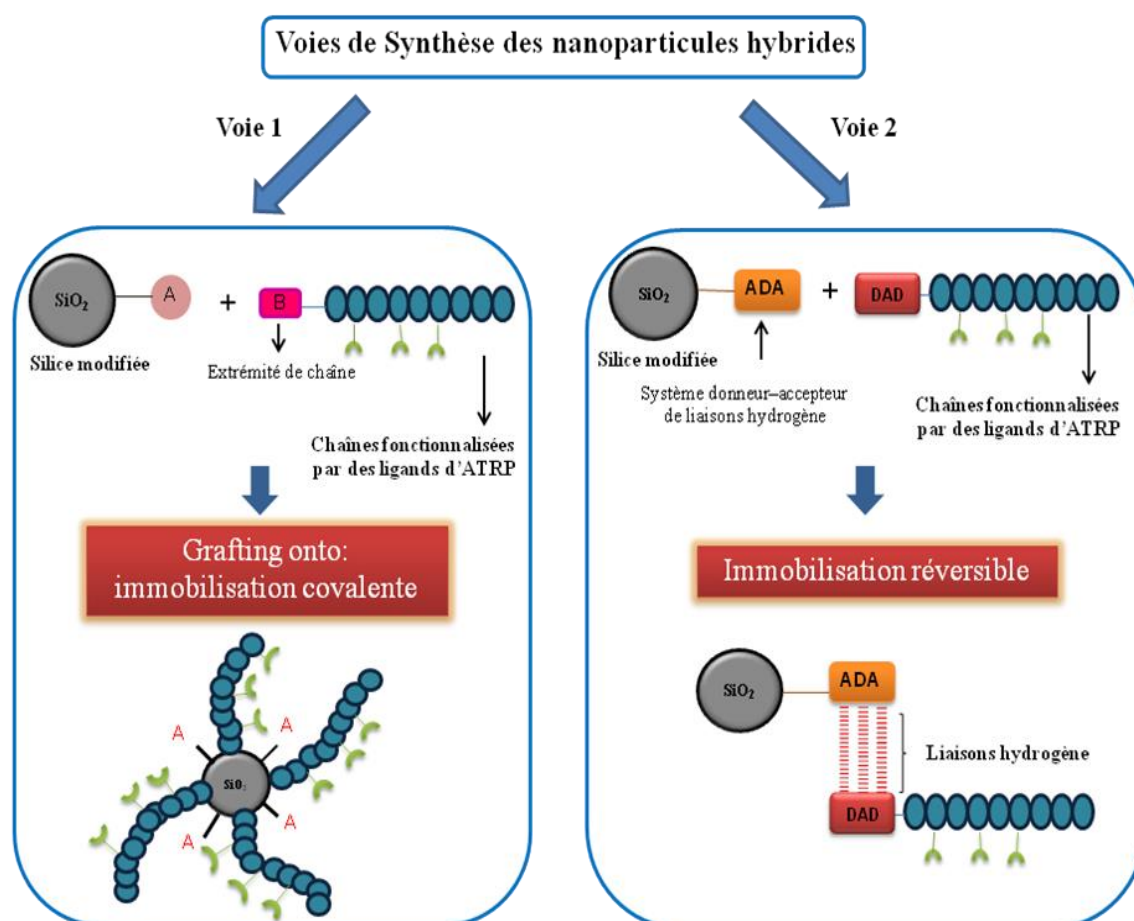 Voies de Synthèse des nanoparticules hybrides
Voie 1
Voie 2
SiO2
A
+
B
Silice modifiée
Extrémité de chaîne
Chaînes fonctionnalisées
par des ligands d'ATRP
Grafting onto:
immobilisation covalente
A
A
SiO2
A
A
SiO2
ADA
+
DAD
Silice modifiée
Système donneur–accepteur
de liaisons hydrogène
Chaînes fonctionnalisées
par des ligands d'ATRP
Immobilisation réversible
SiO2
ADA
Liaisons hydrogène
DAD